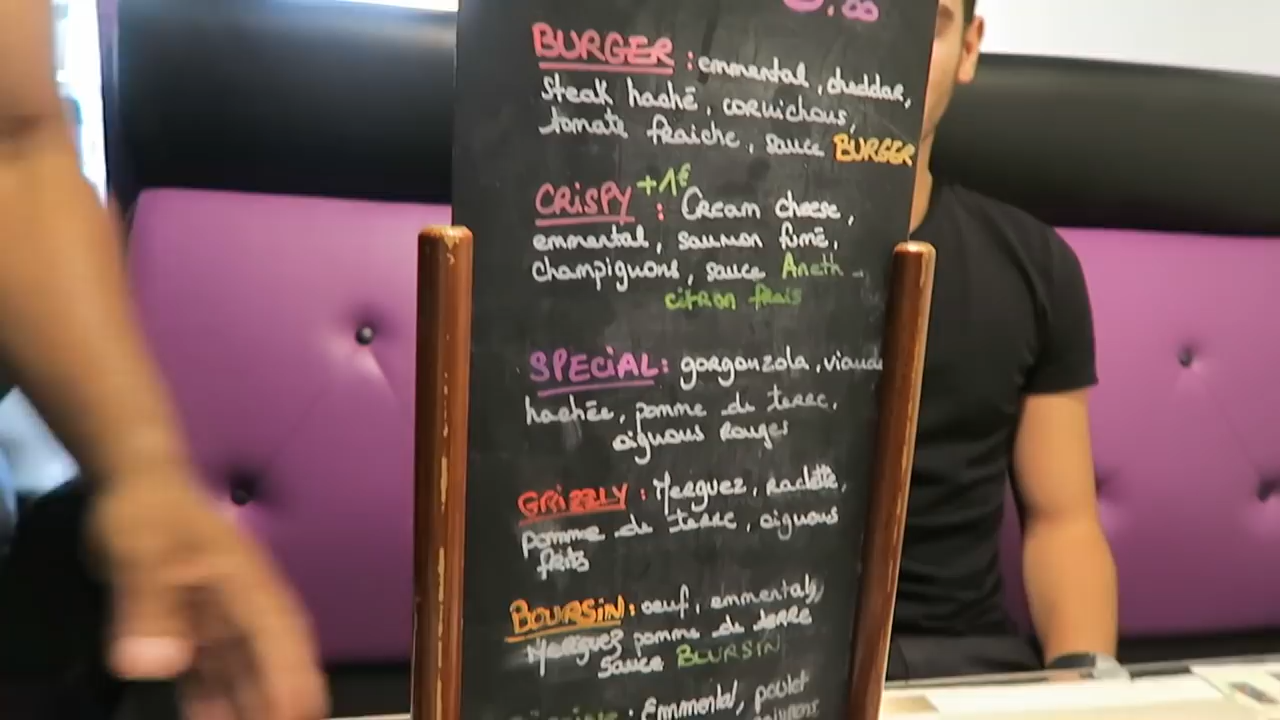 BURGER : emmental, cheddar,
steak haché, cornichons,
tomate fraiche, sauce BURGER
CRISPY +1€ : Cream cheese,
emmental, saumon fumé,
champignons, sauce Aneth -
citron frais
SPECIAL : gorgonzola, viande
hachée, pomme de terre,
oignons rouges
GRIZZLY : Merguez, raclette,
pomme de terre, oignons
frits
BOURSIN : oeuf, emmental,
Merguez pomme de terre
Sauce BOURSIN
: Emmental, poulet